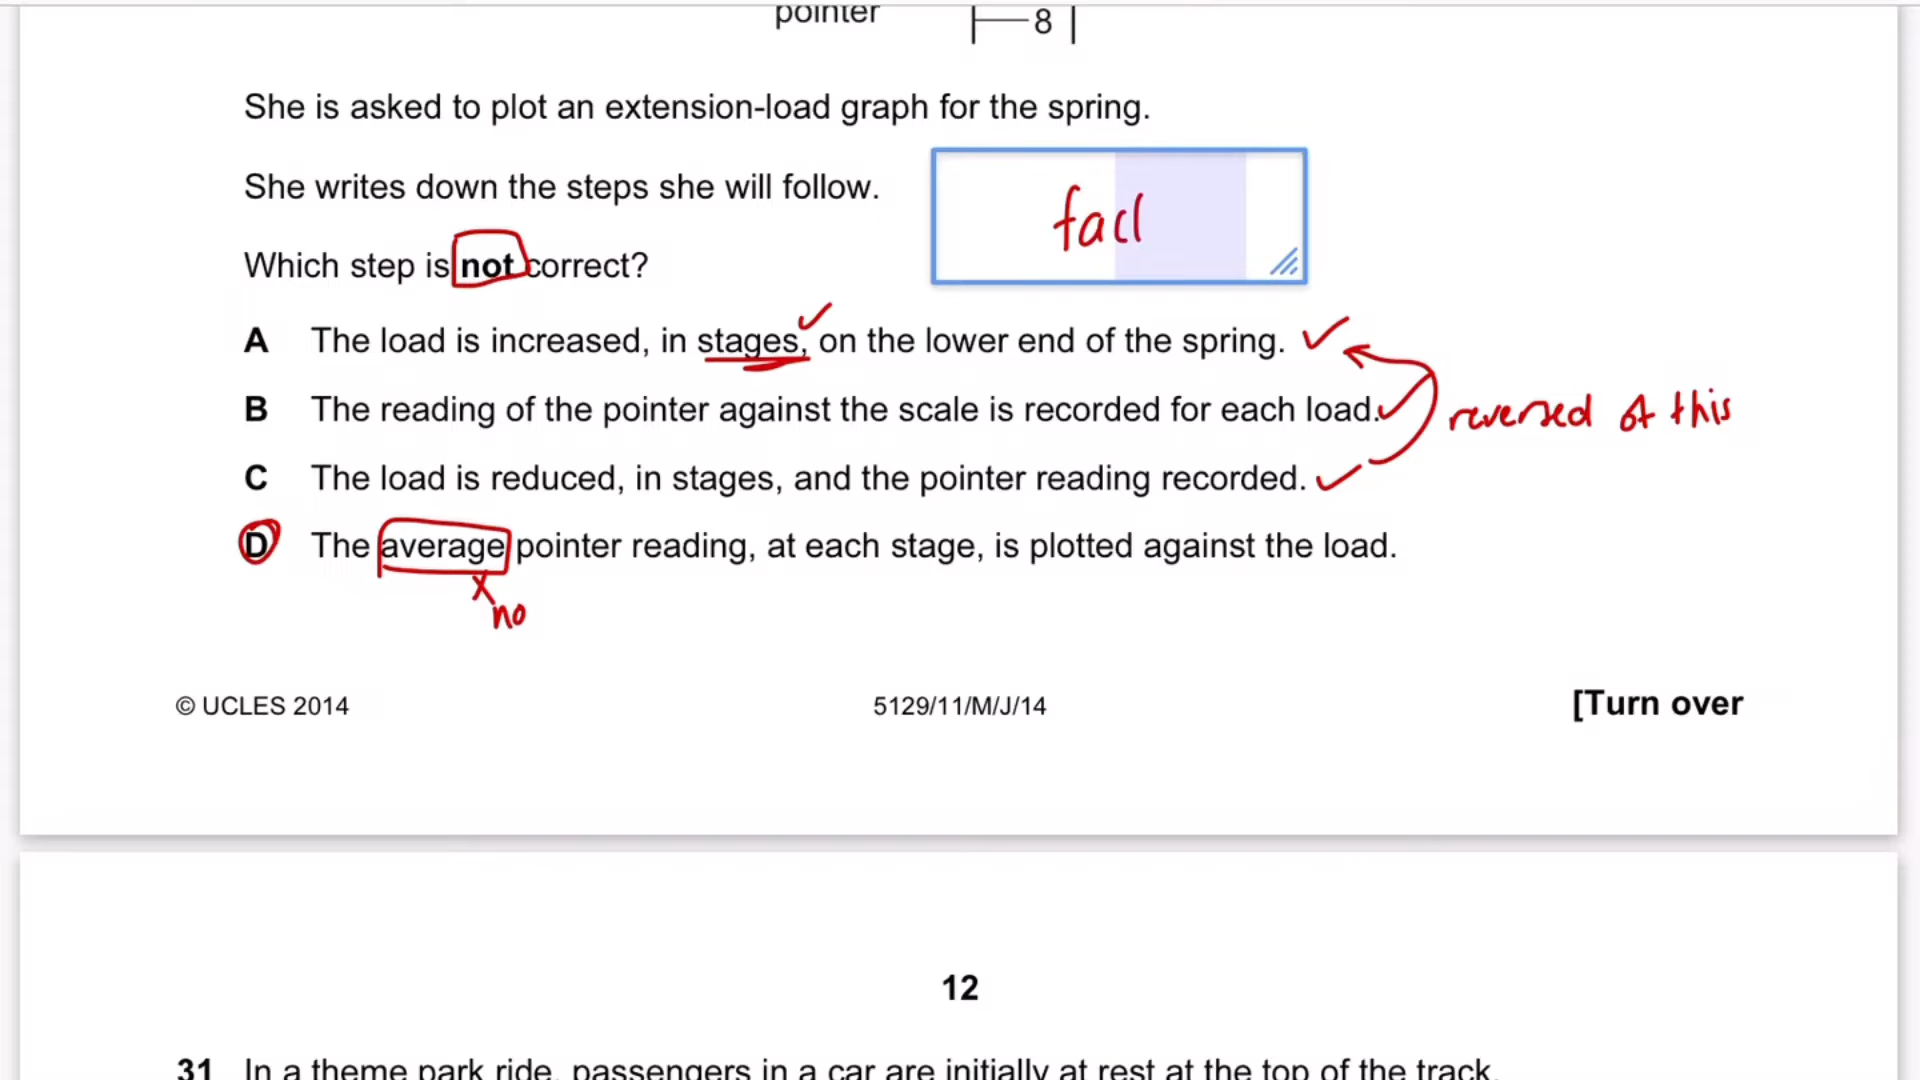 pointer 8
She is asked to plot an extension-load graph for the spring.
She writes down the steps she will follow.
facl
Which step is not correct?
A The load is increased, in stages, on the lower end of the spring.
B The reading of the pointer against the scale is recorded for each load.
reversed of this
C The load is reduced, in stages, and the pointer reading recorded.
D The average pointer reading, at each stage, is plotted against the load.
x no
© UCLES 2014 5129/11/M/J/14 [Turn over
12
31 In a theme park ride, passengers in a car are initially at rest at the top of the track.